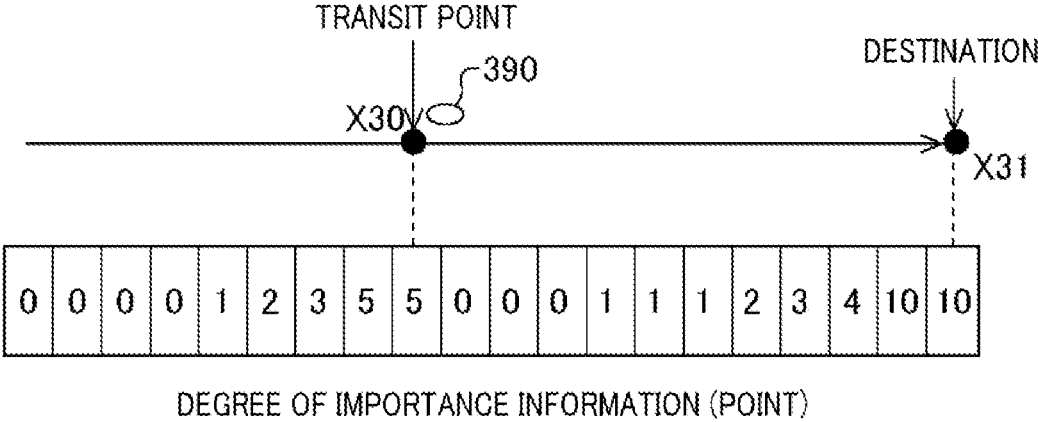 TRANSIT POINT
DESTINATION
390
X30
X31
0 0 0 0 1 2 3 5 5 0 0 0 1 1 1 2 3 4 10 10
DEGREE OF IMPORTANCE INFORMATION (POINT)